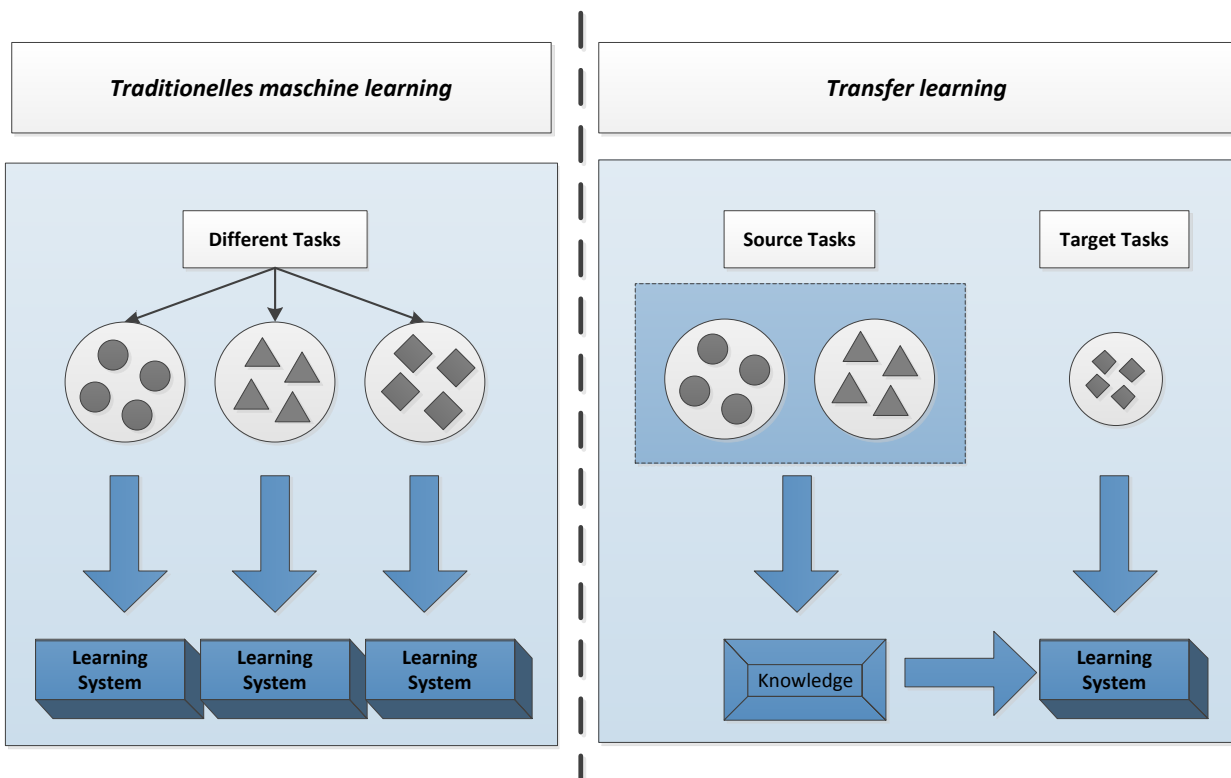 Traditionelles maschine learning
Transfer learning
Different Tasks
Source Tasks
Target Tasks
Learning
System
Learning
System
Learning
System
Knowledge
Learning
System